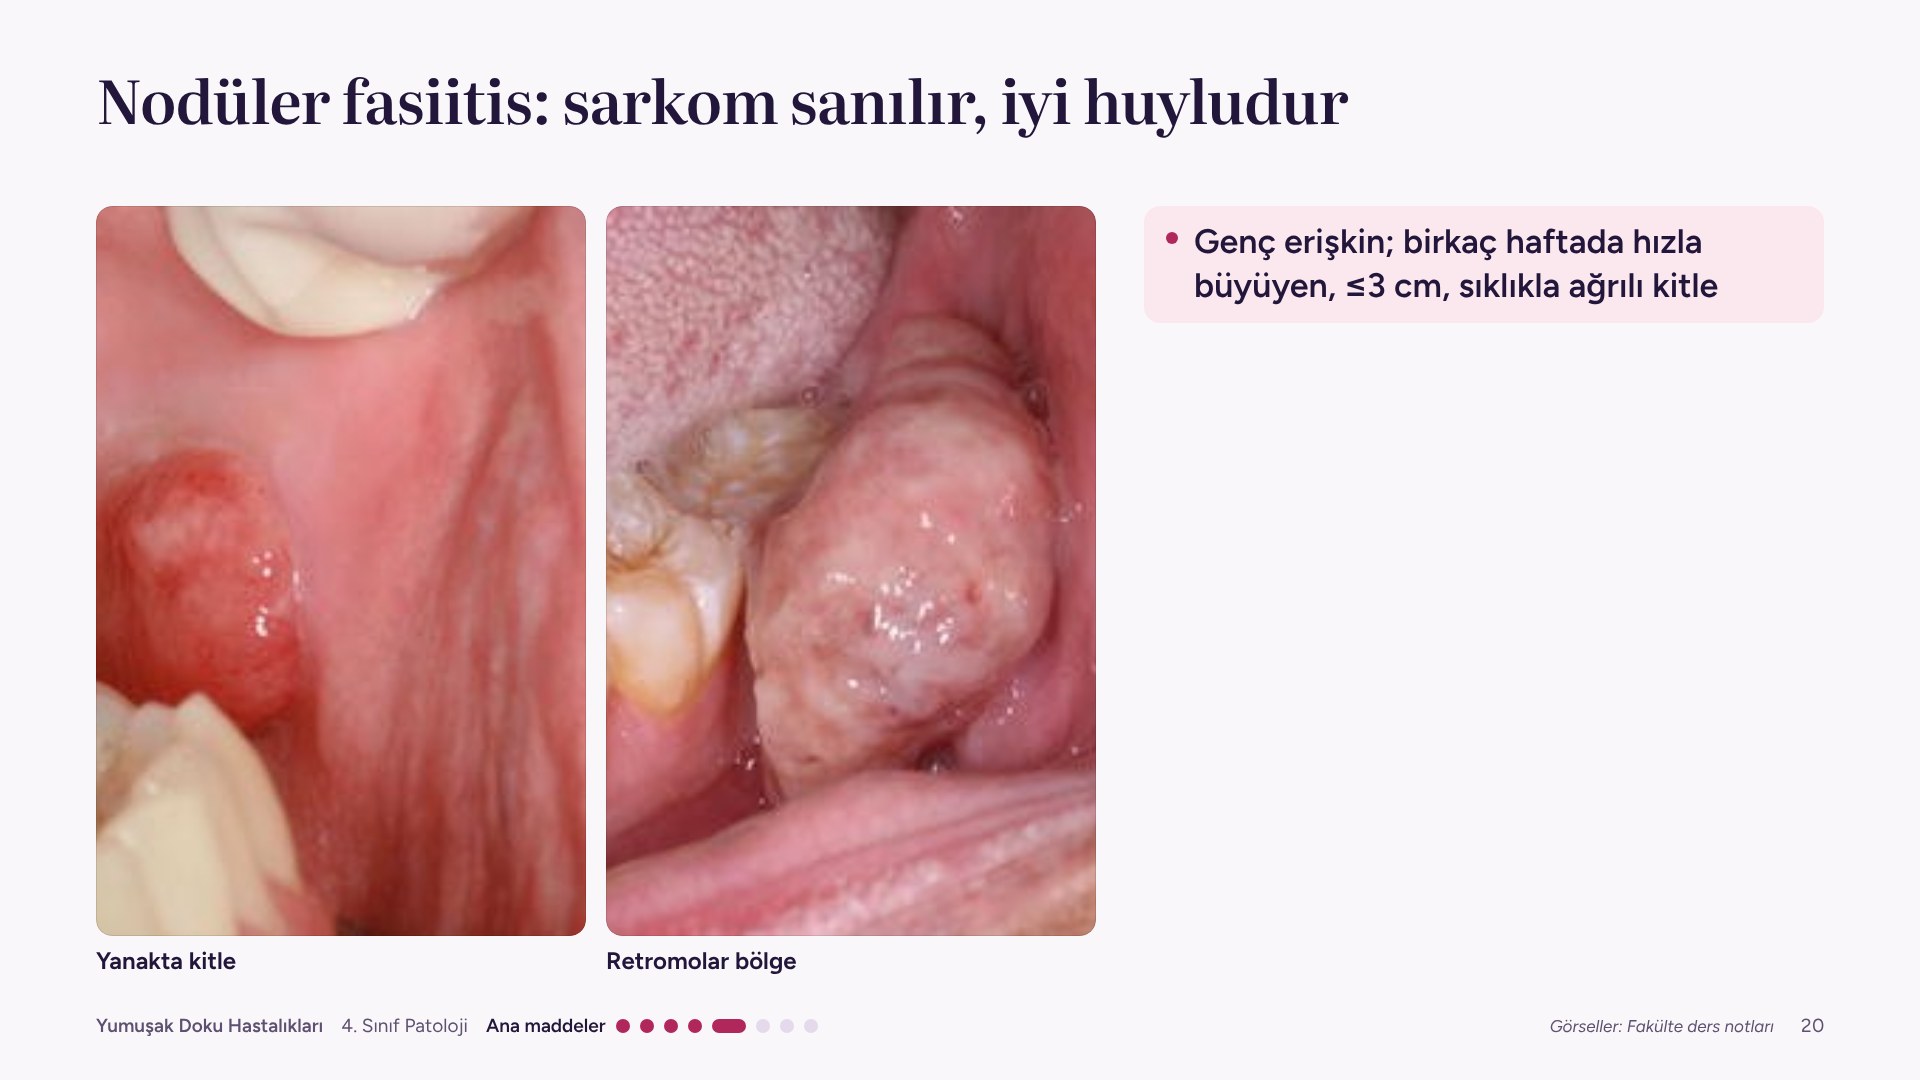 Nodüler fasiitis: sarkom sanılır, iyi huyludur
Genç erişkin; birkaç haftada hızla
büyüyen, ≤3 cm, sıklıkla ağrılı kitle
Yanakta kitle
Retromolar bölge
Yumuşak Doku Hastalıkları 4. Sınıf Patoloji Ana maddeler
Görseller: Fakülte ders notları 20